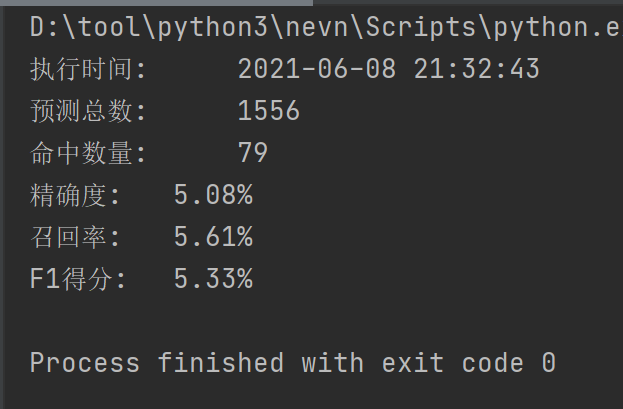 D:\tool\python3\nevn\Scripts\python.e
执行时间: 2021-06-08 21:32:43
预测总数: 1556
命中数量: 79
精确度: 5.08%
召回率: 5.61%
F1得分: 5.33%
Process finished with exit code 0